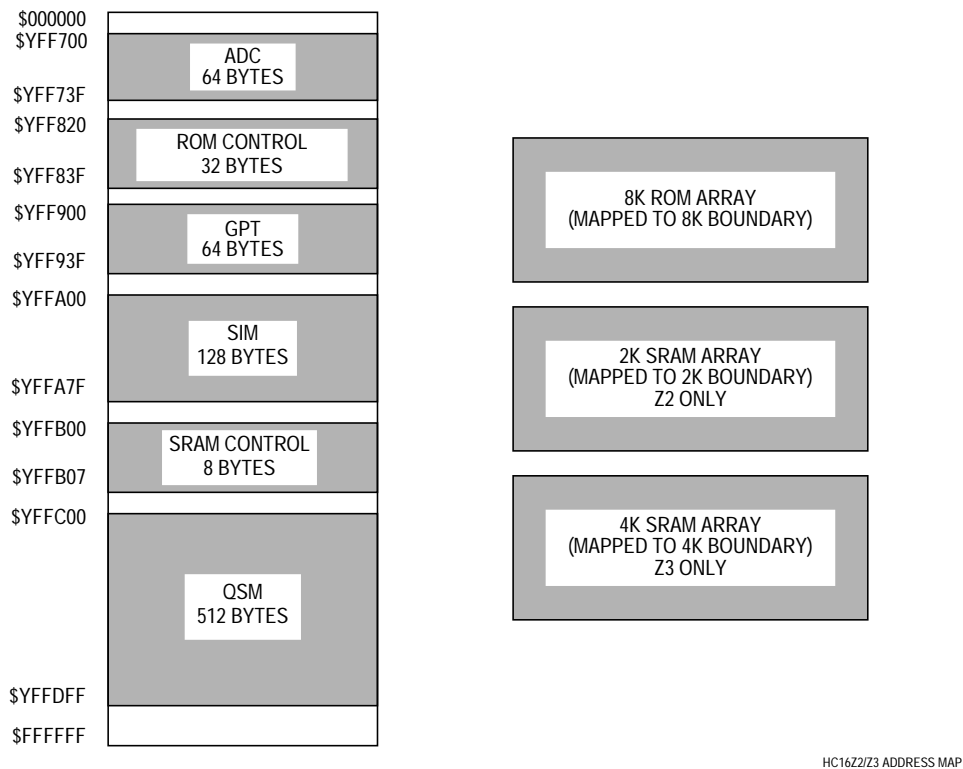 $000000
$YFF700
ADC
64 BYTES
$YFF73F
$YFF820
ROM CONTROL
32 BYTES
$YFF83F
$YFF900
GPT
64 BYTES
$YFF93F
$YFFA00
SIM
128 BYTES
$YFFA7F
$YFFB00
SRAM CONTROL
8 BYTES
$YFFB07
$YFFC00
QSM
512 BYTES
$YFFDFF
$FFFFFF
8K ROM ARRAY
(MAPPED TO 8K BOUNDARY)
2K SRAM ARRAY
(MAPPED TO 2K BOUNDARY)
Z2 ONLY
4K SRAM ARRAY
(MAPPED TO 4K BOUNDARY)
Z3 ONLY
HC16Z2/Z3 ADDRESS MAP